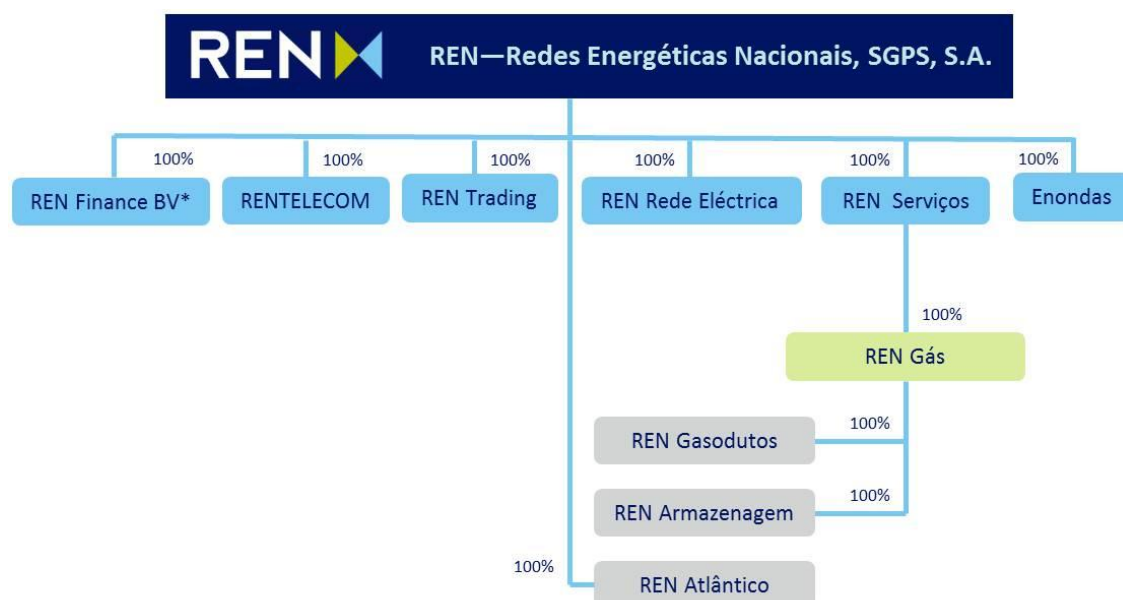 REN
REN—Redes Energéticas Nacionais, SGPS, S.A.
100% 100% 100% 100% 100% 100%
REN Finance BV* RENTELECOM REN Trading REN Rede Eléctrica REN Serviços Enondas
100%
REN Gás
100%
REN Gasodutos
100%
REN Armazenagem
100%
REN Atlântico